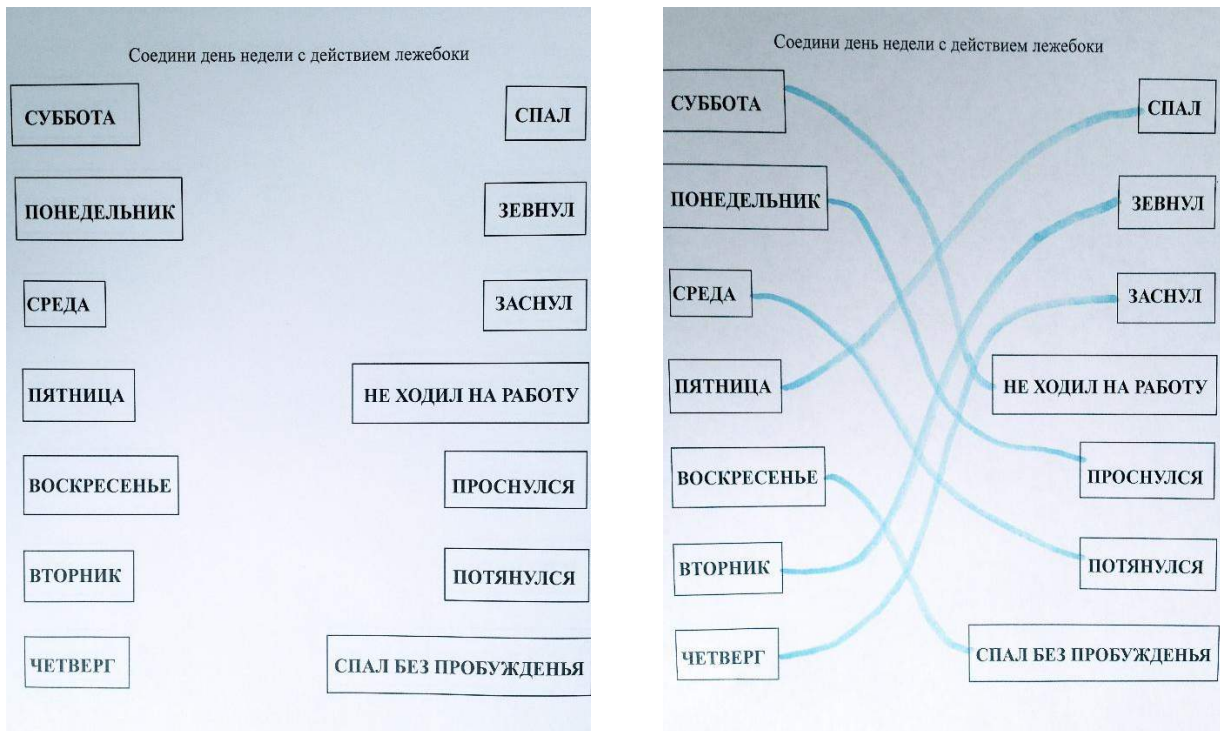 Соедини день недели с действием лежебоки
СУББОТА СПАЛ
ПОНЕДЕЛЬНИК ЗЕВНУЛ
СРЕДА ЗАСНУЛ
ПЯТНИЦА НЕ ХОДИЛ НА РАБОТУ
ВОСКРЕСЕНЬЕ ПРОСНУЛСЯ
ВТОРНИК ПОТЯНУЛСЯ
ЧЕТВЕРГ СПАЛ БЕЗ ПРОБУЖДЕНЬЯ
Соедини день недели с действием лежебоки
СУББОТА СПАЛ
ПОНЕДЕЛЬНИК ЗЕВНУЛ
СРЕДА ЗАСНУЛ
ПЯТНИЦА НЕ ХОДИЛ НА РАБОТУ
ВОСКРЕСЕНЬЕ ПРОСНУЛСЯ
ВТОРНИК ПОТЯНУЛСЯ
ЧЕТВЕРГ СПАЛ БЕЗ ПРОБУЖДЕНЬЯ